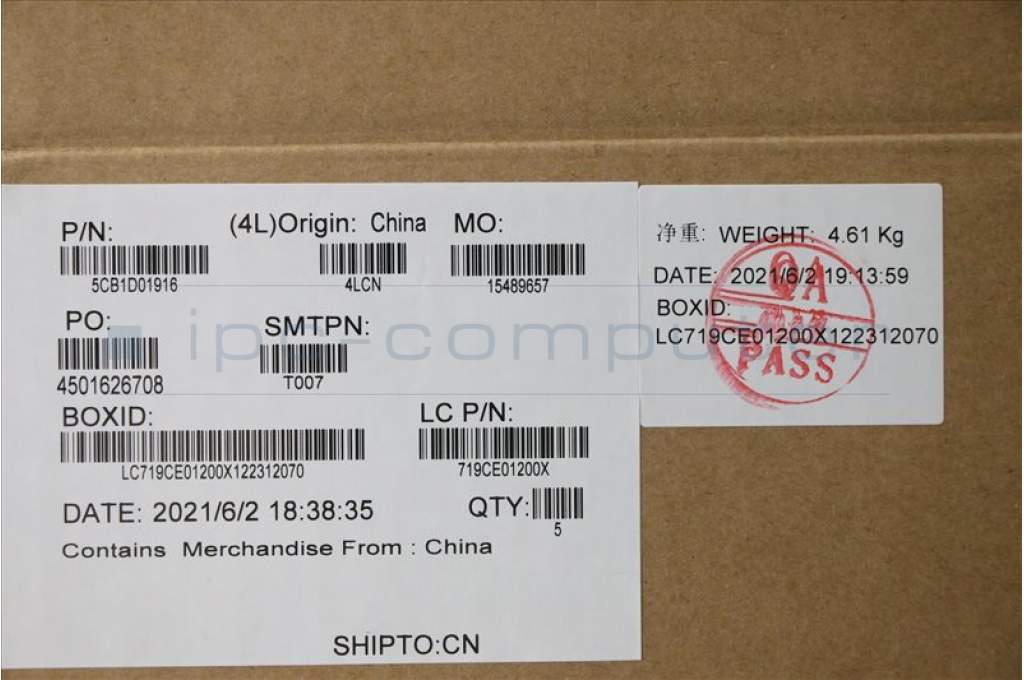 P/N: (4L)Origin: China MO:
5CB1D01916 4LCN 15489657
PO: SMTPN:
4501626708 T007
BOXID: LC P/N:
LC719CE01200X122312070 719CE01200X
DATE: 2021/6/2 18:38:35 QTY:
5
Contains Merchandise From : China
SHIPTO:CN
净重: WEIGHT: 4.61 Kg
DATE: 2021/6/2 19:13:59
BOXID:
LC719CE01200X122312070
QA
PASS